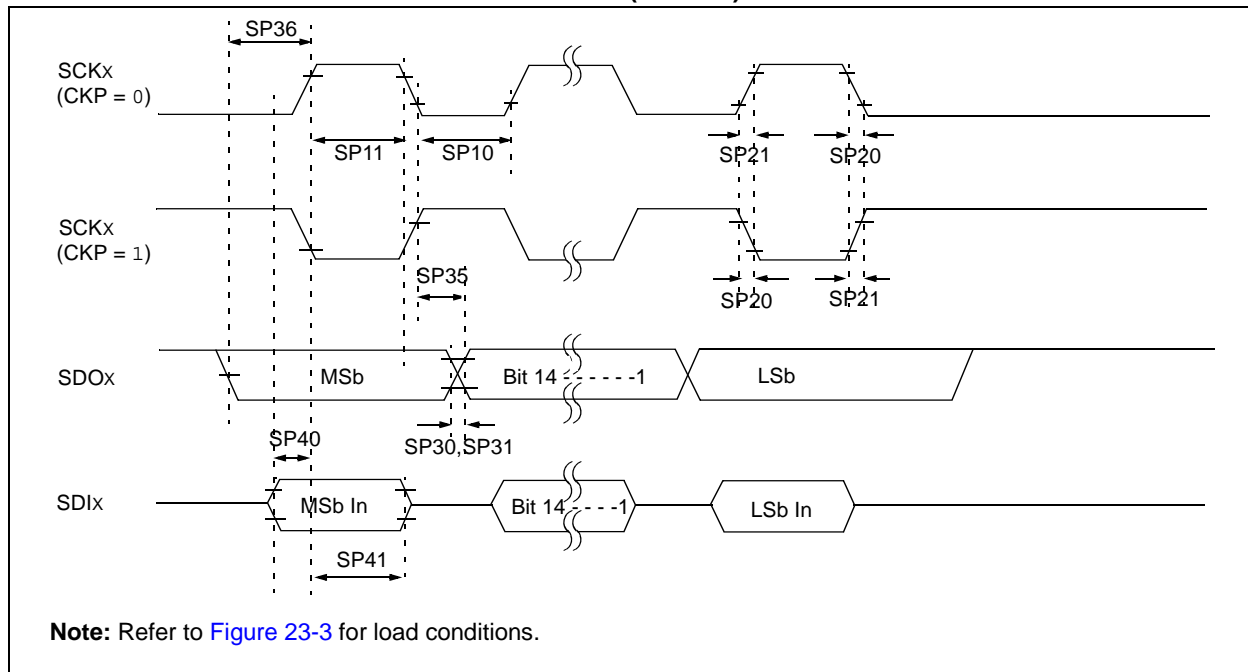 SP36
SCKx
(CKP = 0)
SP11
SP10
SP21
SP20
SCKx
(CKP = 1)
SP35
SP20
SP21
SDOx
MSb
Bit 14 - - - - - -1
LSb
SP40
SP30,SP31
SDIx
MSb In
Bit 14 - - - -1
LSb In
SP41
Note: Refer to Figure 23-3 for load conditions.